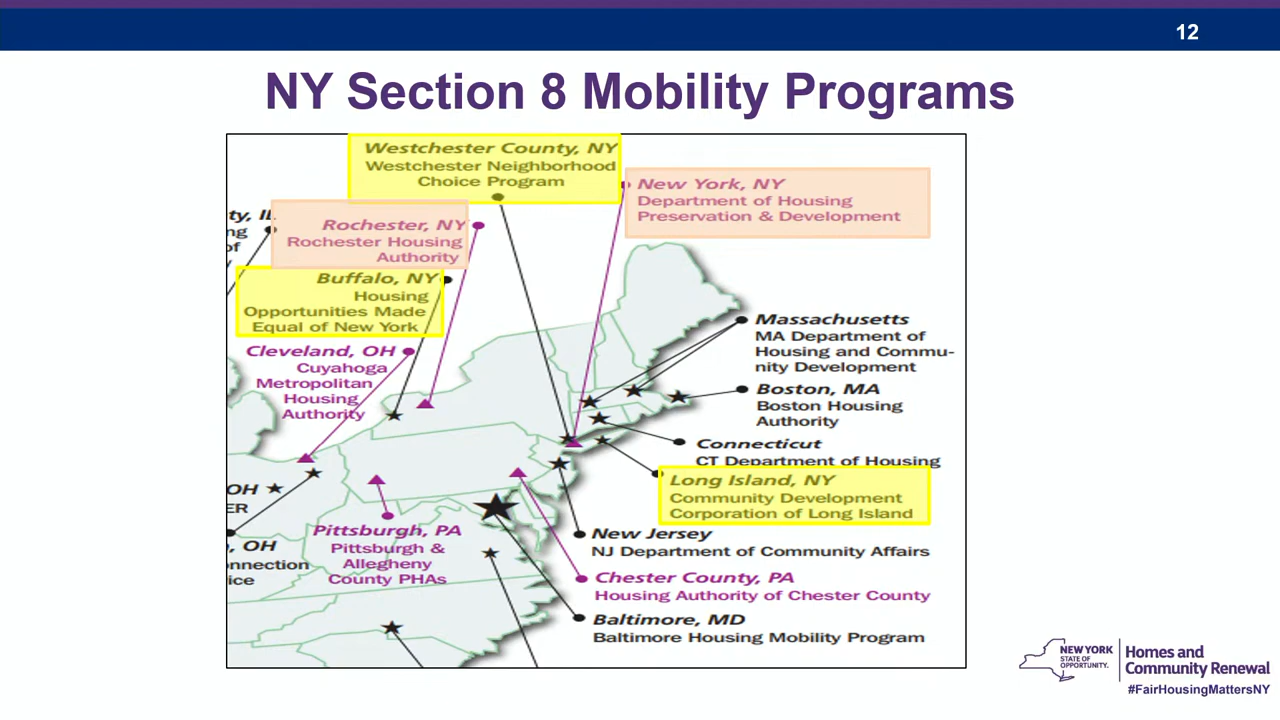 12
NY Section 8 Mobility Programs
Westchester County, NY
Westchester Neighborhood
Choice Program
New York, NY
Department of Housing
Preservation & Development
ty, IL
ng
of
Rochester, NY
Rochester Housing
Authority
Buffalo, NY
Housing
Opportunities Made
Equal of New York
Cleveland, OH
Cuyahoga
Metropolitan
Housing
Authority
Massachusetts
MA Department of
Housing and Commu-
nity Development
Boston, MA
Boston Housing
Authority
Connecticut
CT Department of Housing
Long Island, NY
Community Development
Corporation of Long Island
OH
ER
, OH
nnection
ice
Pittsburgh, PA
Pittsburgh &
Allegheny
County PHAs
New Jersey
NJ Department of Community Affairs
Chester County, PA
Housing Authority of Chester County
Baltimore, MD
Baltimore Housing Mobility Program
NEW YORK
STATE OF
OPPORTUNITY.
Homes and
Community Renewal
#FairHousingMattersNY